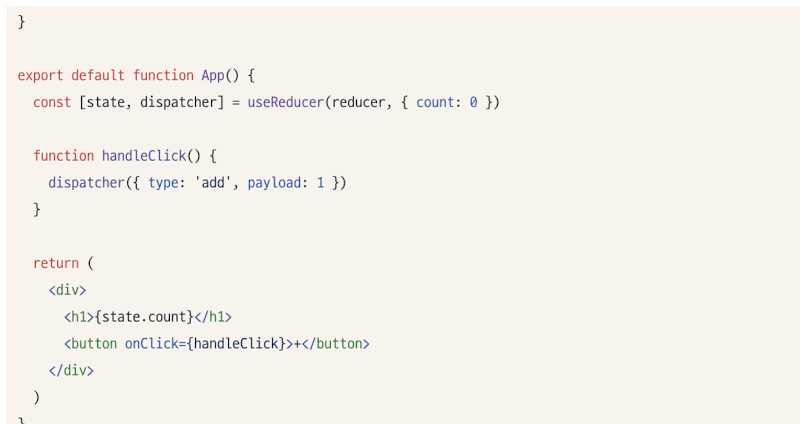 }
export default function App() {
  const [state, dispatcher] = useReducer(reducer, { count: 0 })
  function handleClick() {
    dispatcher({ type: 'add', payload: 1 })
  }
  return (
    <div>
      <h1>{state.count}</h1>
      <button onClick={handleClick}>+</button>
    </div>
  )
}